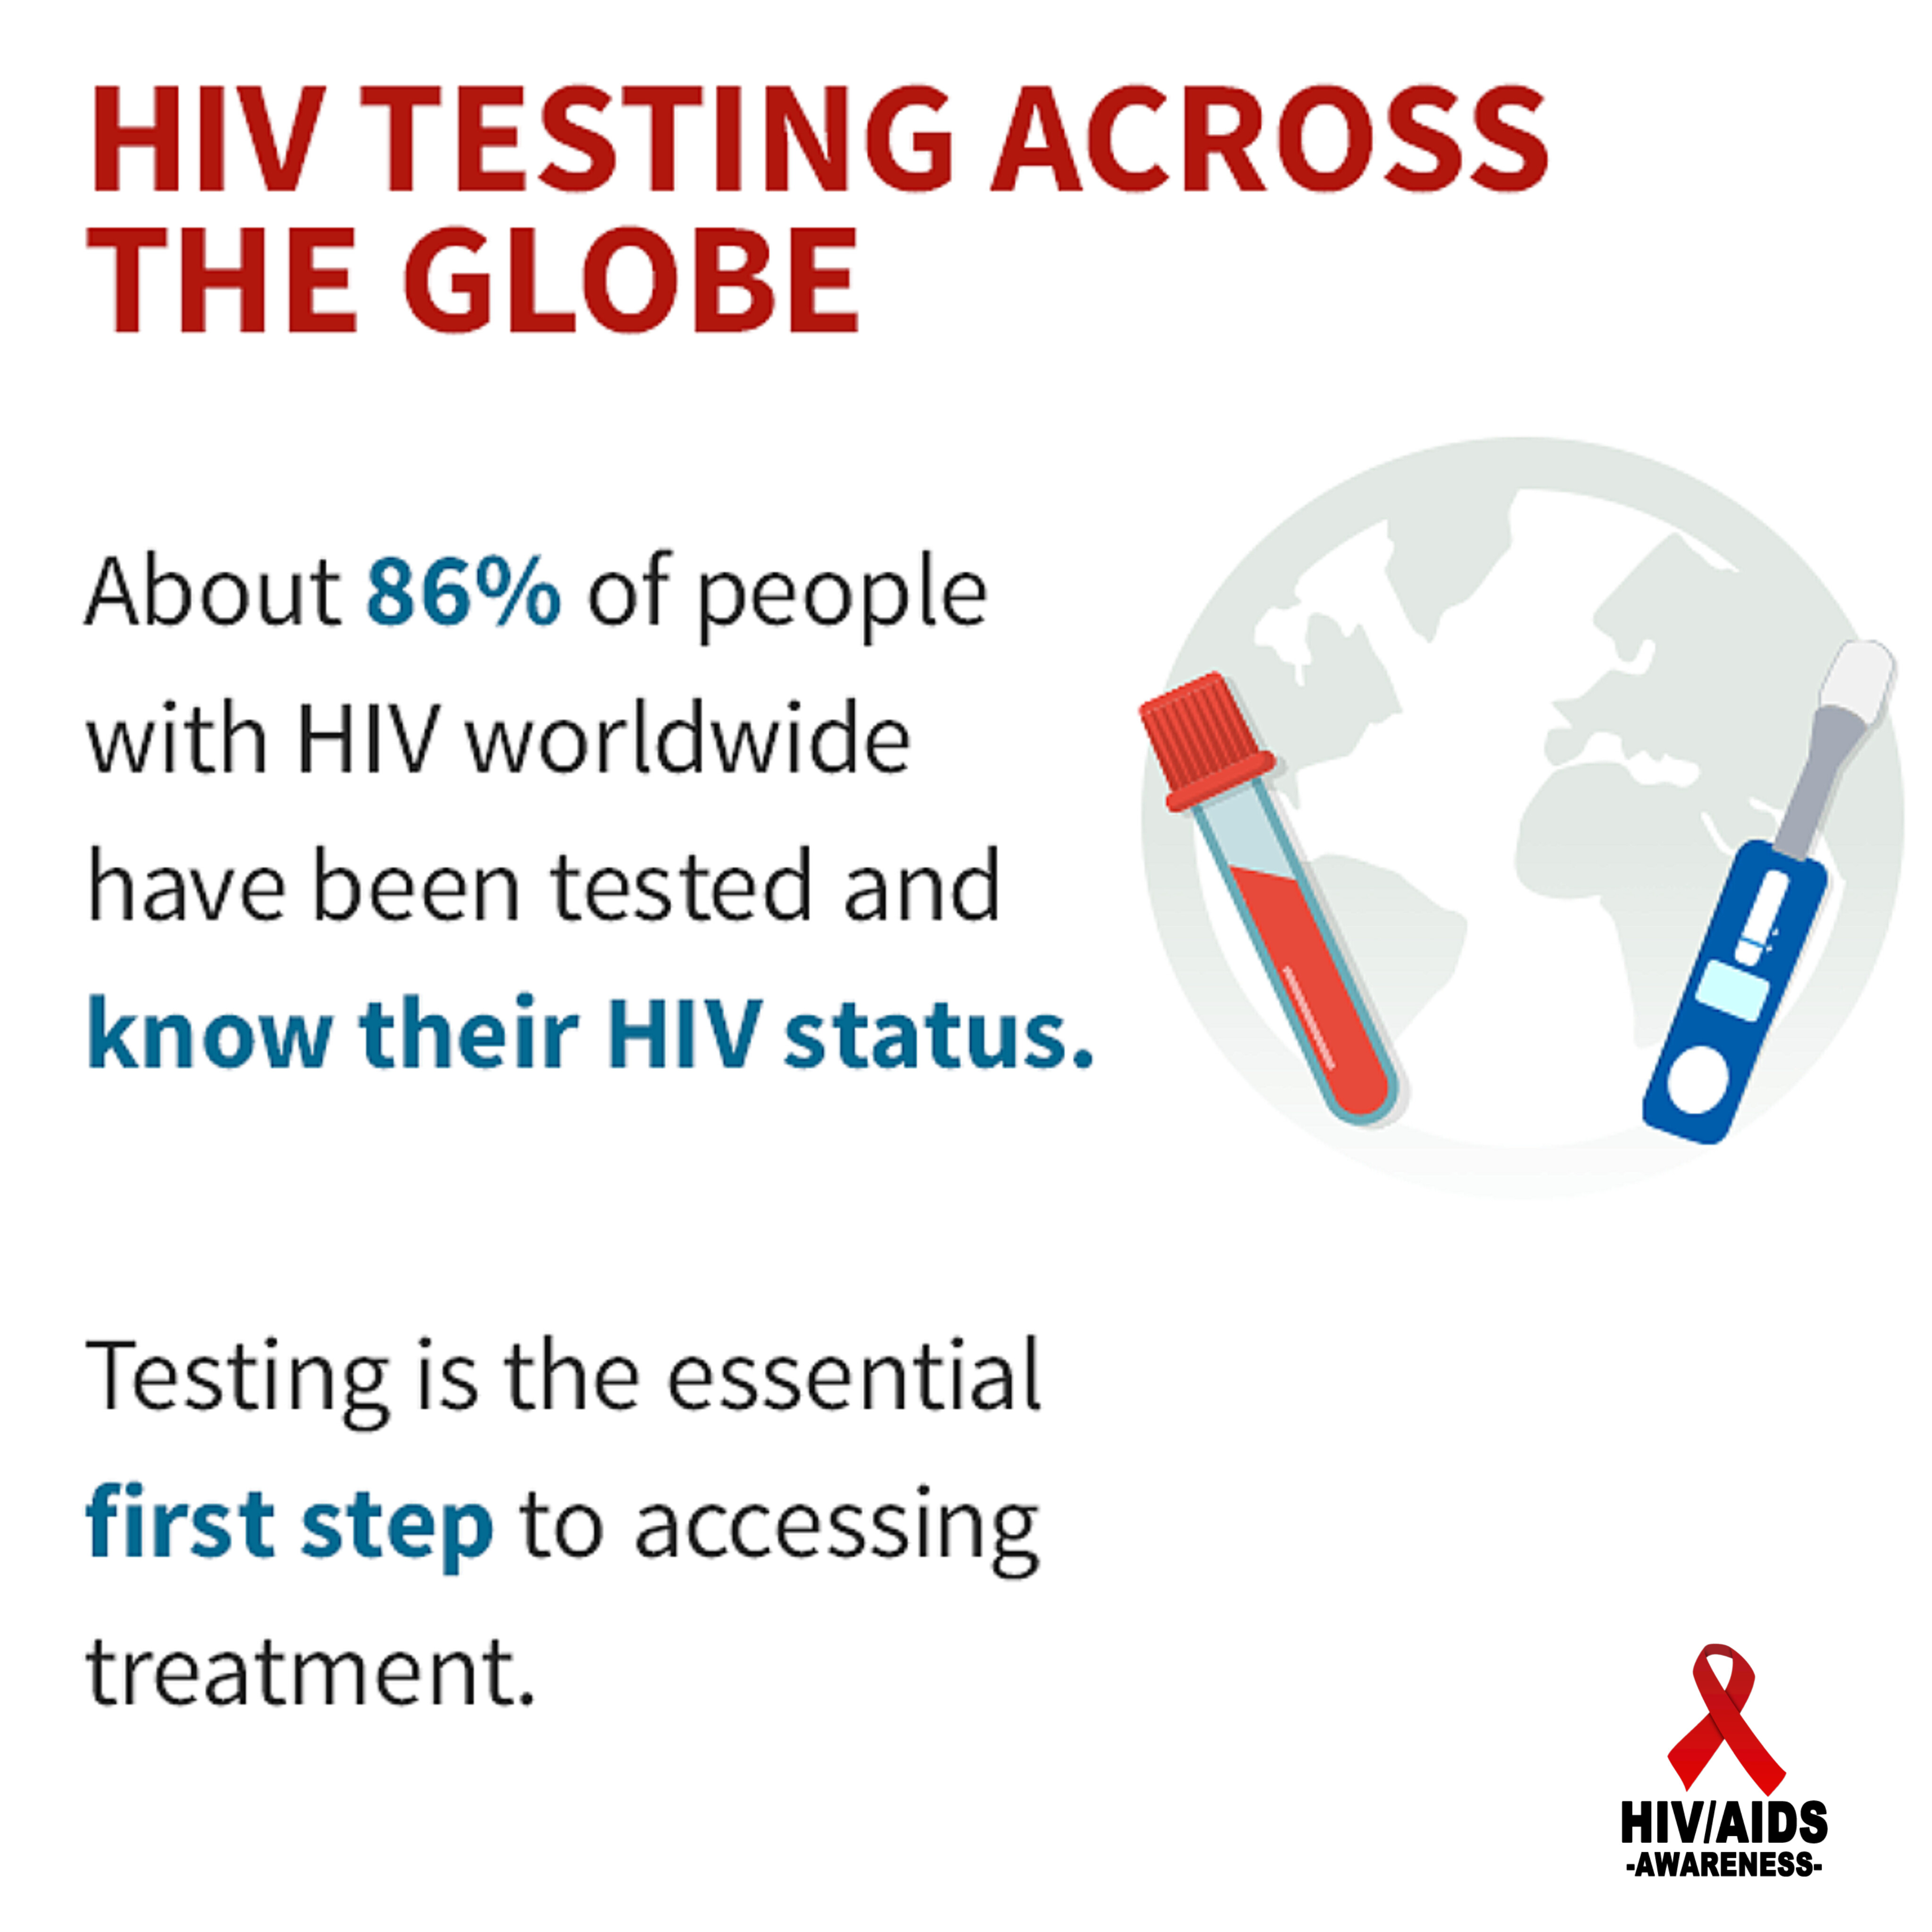 HIV TESTING ACROSS
THE GLOBE
About 86% of people
with HIV worldwide
have been tested and
know their HIV status.
Testing is the essential
first step to accessing
treatment.
HIV/AIDS
-AWARENESS-